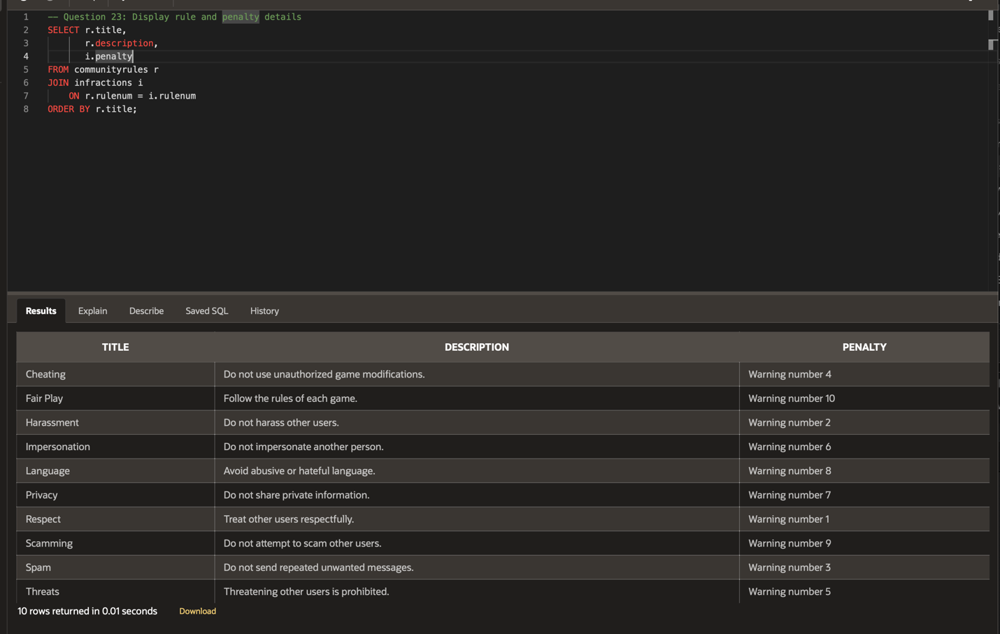 1 -- Question 23: Display rule and penalty details
2 SELECT r.title,
3 r.description,
4 i.penalty
5 FROM communityrules r
6 JOIN infractions i
7 ON r.rulenum = i.rulenum
8 ORDER BY r.title;
Results Explain Describe Saved SQL History
TITLE DESCRIPTION PENALTY
Cheating Do not use unauthorized game modifications. Warning number 4
Fair Play Follow the rules of each game. Warning number 10
Harassment Do not harass other users. Warning number 2
Impersonation Do not impersonate another person. Warning number 6
Language Avoid abusive or hateful language. Warning number 8
Privacy Do not share private information. Warning number 7
Respect Treat other users respectfully. Warning number 1
Scamming Do not attempt to scam other users. Warning number 9
Spam Do not send repeated unwanted messages. Warning number 3
Threats Threatening other users is prohibited. Warning number 5
10 rows returned in 0.01 seconds Download